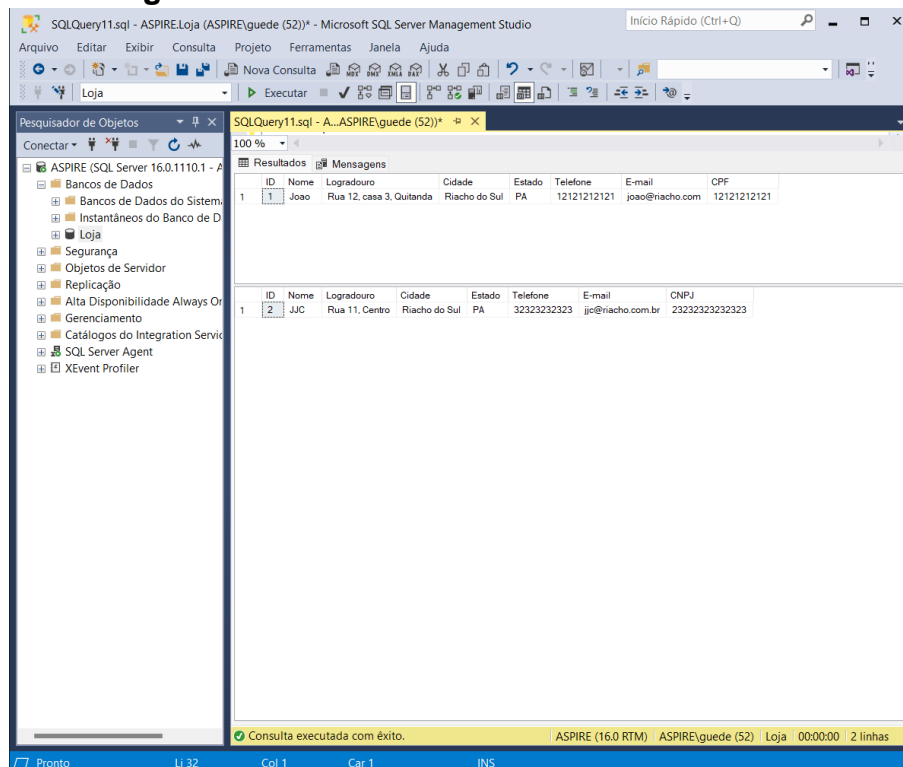 SQLQuery11.sql - ASPIRE.Loja (ASPIRE\guede (52))* - Microsoft SQL Server Management Studio
Início Rápido (Ctrl+Q)
Arquivo Editar Exibir Consulta Projeto Ferramentas Janela Ajuda
Nova Consulta MDX DMX XMLA DAX
Loja Executar
Pesquisador de Objetos
Conectar
ASPIRE (SQL Server 16.0.1110.1 - A
Bancos de Dados
Bancos de Dados do Sistema
Instantâneos do Banco de D
Loja
Segurança
Objetos de Servidor
Replicação
Alta Disponibilidade Always Or
Gerenciamento
Catálogos do Integration Servic
SQL Server Agent
XEvent Profiler
SQLQuery11.sql - A...ASPIRE\guede (52))*
100 %
Resultados Mensagens
ID Nome Logradouro Cidade Estado Telefone E-mail CPF
1 1 Joao Rua 12, casa 3, Quitanda Riacho do Sul PA 12121212121 joao@riacho.com 12121212121
ID Nome Logradouro Cidade Estado Telefone E-mail CNPJ
1 2 JJC Rua 11, Centro Riacho do Sul PA 32323232323 jjc@riacho.com.br 23232323232323
Consulta executada com êxito. ASPIRE (16.0 RTM) ASPIRE\guede (52) Loja 00:00:00 2 linhas
Pronto Li 32 Col 1 Car 1 INS